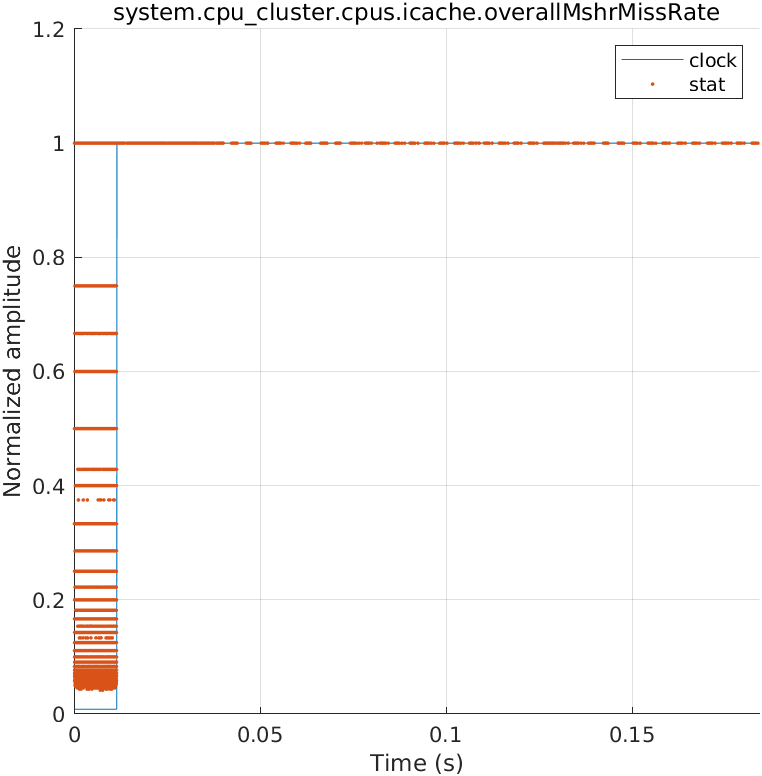 system.cpu_cluster.cpus.icache.overallMshrMissRate
1.2
clock
stat
1
0.8
0.6
0.4
0.2
0
Normalized amplitude
0
0.05
0.1
0.15
Time (s)